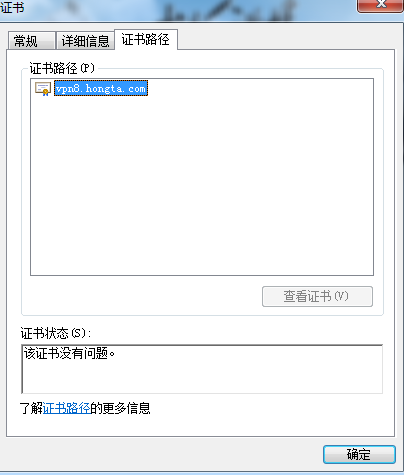 证书
常规 详细信息 证书路径
证书路径(P)
vpn8.hongta.com
查看证书(V)
证书状态(S):
该证书没有问题。
了解证书路径的更多信息
确定